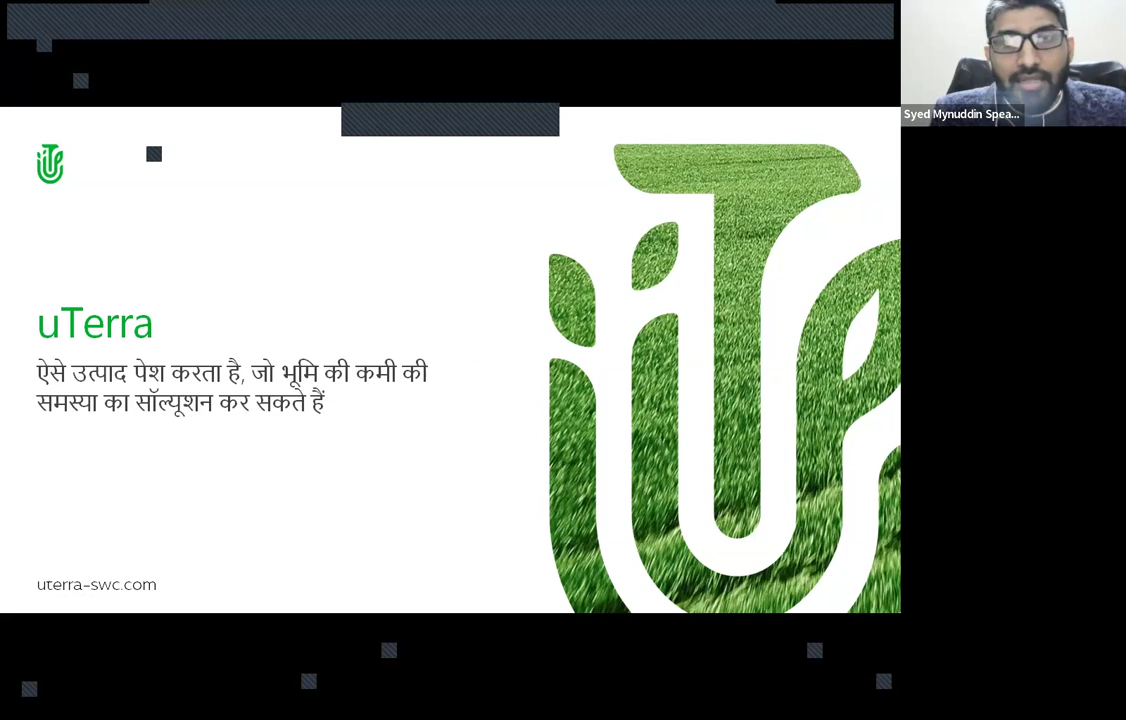 Syed Mynuddin Spea...
uTerra
ऐसे उत्पाद पेश करता है, जो भूमि की कमी की
समस्या का सॉल्यूशन कर सकते हैं
uterra-swc.com